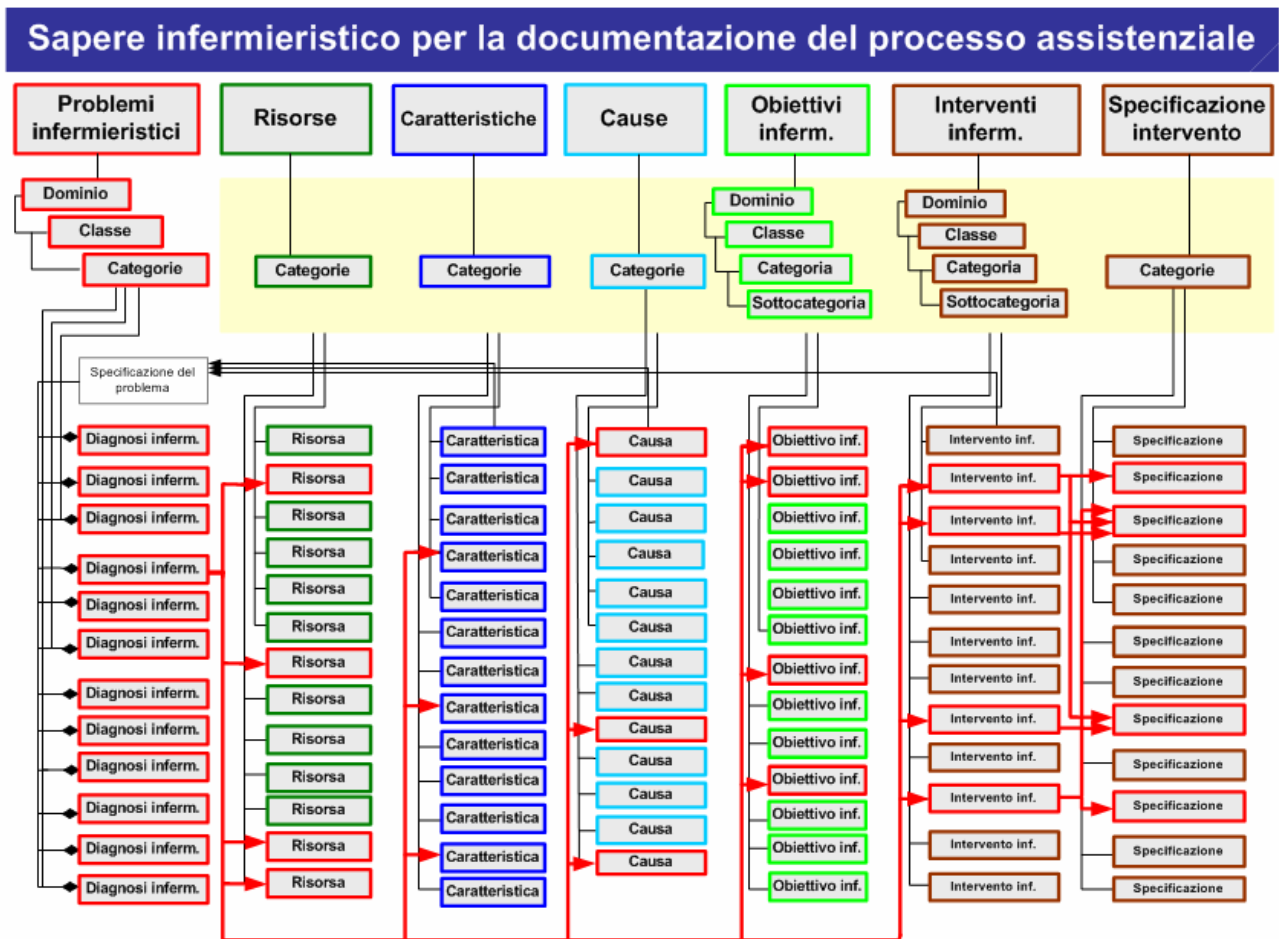 Sapere infermieristico per la documentazione del processo assistenziale
Problemi
infermieristici
Dominio
Classe
Categorie
Specificazione del
problema
Diagnosi inferm.
Diagnosi inferm.
Diagnosi inferm.
Diagnosi inferm.
Diagnosi inferm.
Diagnosi inferm.
Diagnosi inferm.
Diagnosi inferm.
Diagnosi inferm.
Diagnosi inferm.
Diagnosi inferm.
Diagnosi inferm.
Risorse
Categorie
Risorsa
Risorsa
Risorsa
Risorsa
Risorsa
Risorsa
Risorsa
Risorsa
Risorsa
Risorsa
Risorsa
Risorsa
Risorsa
Caratteristiche
Categorie
Caratteristica
Caratteristica
Caratteristica
Caratteristica
Caratteristica
Caratteristica
Caratteristica
Caratteristica
Caratteristica
Caratteristica
Caratteristica
Caratteristica
Caratteristica
Cause
Categorie
Causa
Causa
Causa
Causa
Causa
Causa
Causa
Causa
Causa
Causa
Causa
Causa
Causa
Obiettivi
inferm.
Dominio
Classe
Categoria
Sottocategoria
Obiettivo inf.
Obiettivo inf.
Obiettivo inf.
Obiettivo inf.
Obiettivo inf.
Obiettivo inf.
Obiettivo inf.
Obiettivo inf.
Obiettivo inf.
Obiettivo inf.
Obiettivo inf.
Obiettivo inf.
Obiettivo inf.
Interventi
inferm.
Dominio
Classe
Categoria
Sottocategoria
Intervento inf.
Intervento inf.
Intervento inf.
Intervento inf.
Intervento inf.
Intervento inf.
Intervento inf.
Intervento inf.
Intervento inf.
Intervento inf.
Intervento inf.
Intervento inf.
Specificazione
intervento
Categorie
Specificazione
Specificazione
Specificazione
Specificazione
Specificazione
Specificazione
Specificazione
Specificazione
Specificazione
Specificazione
Specificazione
Specificazione